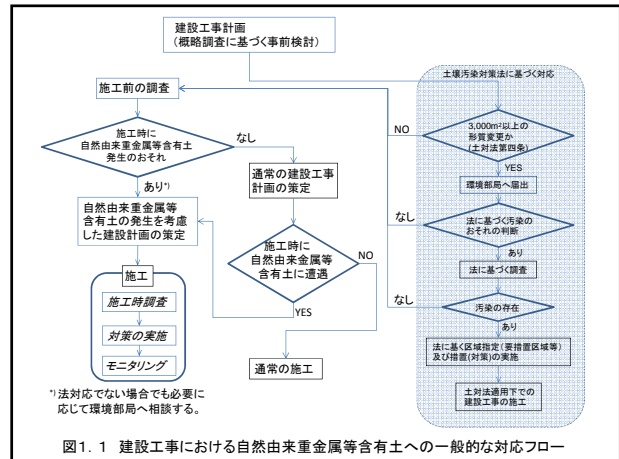 建設工事計画
（概略調査に基づく事前検討）
土壌汚染対策法に基づく対応
施工前の調査
NO
3,000m²以上の
形質変更か
(土対法第四条)
施工時に
自然由来重金属等含有土
発生のおそれ
なし
YES
通常の建設工事
計画の策定
環境部局へ届出
あり*)
自然由来重金属等
含有土の発生を考慮
した建設計画の策定
なし
法に基づく汚染の
おそれの判断
施工時に
自然由来金属等
含有土に遭遇
NO
あり
法に基づく調査
施工
YES
なし
汚染の存在
施工時調査
対策の実施
モニタリング
あり
通常の施工
法に基く区域指定（要措置区域等）
及び措置(対策)の実施
土対法適用下での
建設工事の施工
*)法対応でない場合でも必要に
応じて環境部局へ相談する。
図1．1 建設工事における自然由来重金属等含有土への一般的な対応フロー